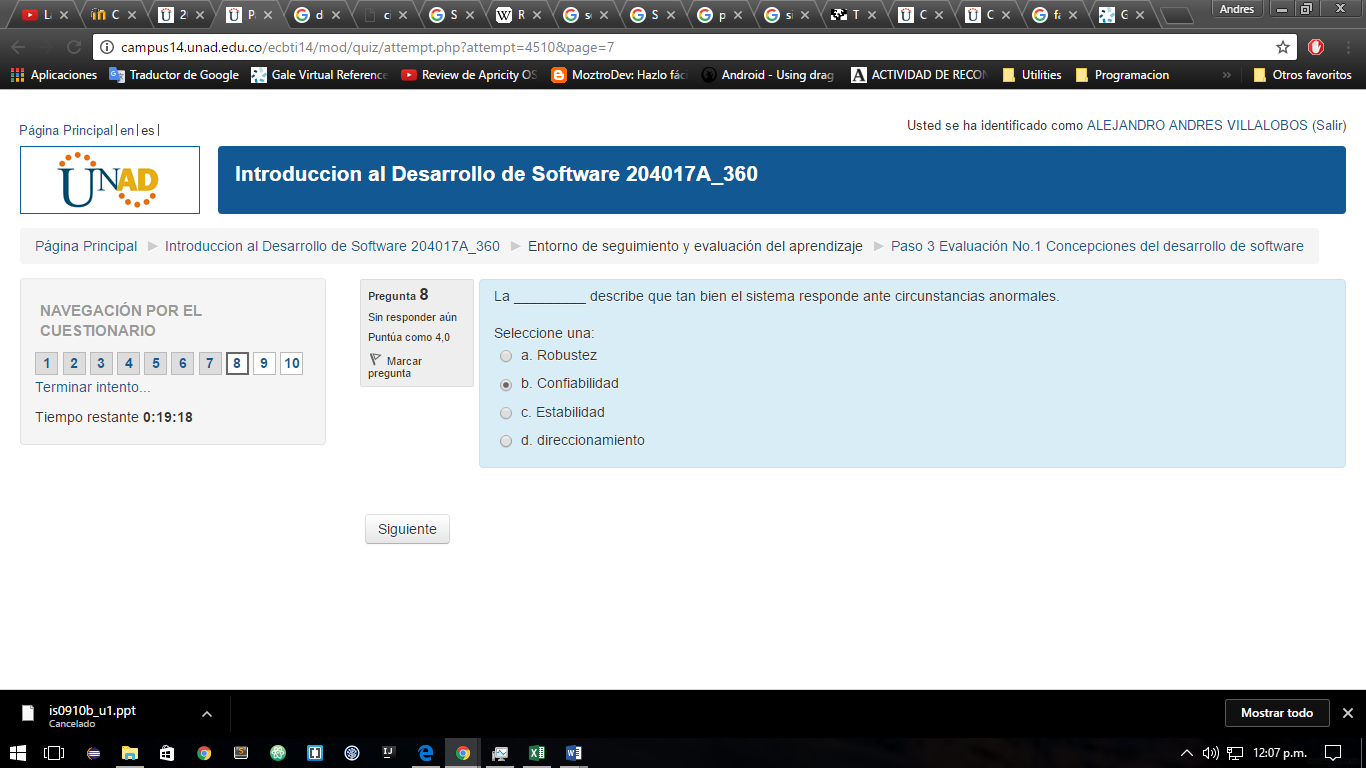 L
C
2
P
d
c
S
R
s
S
p
s
T
C
C
f
G
Andres
campus14.unad.edu.co/ecbti14/mod/quiz/attempt.php?attempt=4510&page=7
Aplicaciones
Traductor de Google
Gale Virtual Reference
Review de Apricity OS
MoztroDev: Hazlo fác
Android - Using drag
ACTIVIDAD DE RECON
Utilities
Programacion
»
Otros favoritos
Página Principal| en | es |
Usted se ha identificado como ALEJANDRO ANDRES VILLALOBOS (Salir)
UNAD
Introduccion al Desarrollo de Software 204017A_360
Página Principal ► Introduccion al Desarrollo de Software 204017A_360 ► Entorno de seguimiento y evaluación del aprendizaje ► Paso 3 Evaluación No.1 Concepciones del desarrollo de software
NAVEGACIÓN POR EL
CUESTIONARIO
1 2 3 4 5 6 7 8 9 10
Terminar intento...
Tiempo restante 0:19:18
Pregunta 8
Sin responder aún
Puntúa como 4,0
Marcar
pregunta
La _________ describe que tan bien el sistema responde ante circunstancias anormales.
Seleccione una:
a. Robustez
b. Confiabilidad
c. Estabilidad
d. direccionamiento
Siguiente
is0910b_u1.ppt
Cancelado
Mostrar todo
12:07 p.m.